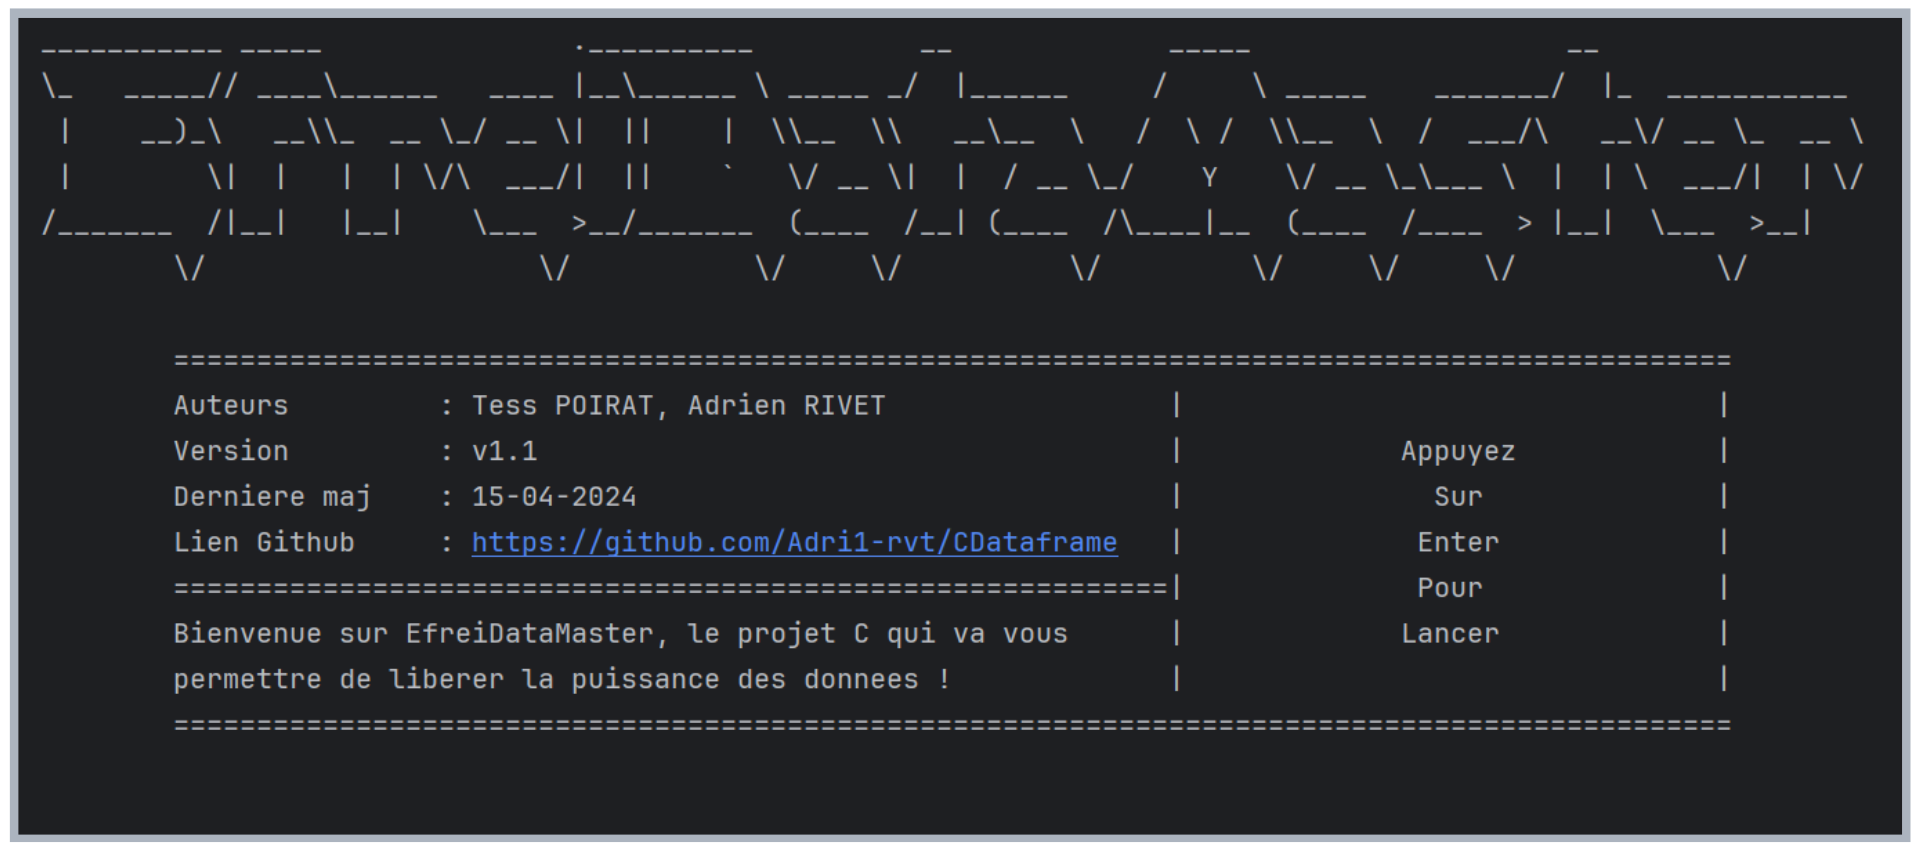 EfreiDataMaster
Auteurs : Tess POIRAT, Adrien RIVET
Version : v1.1
Derniere maj : 15-04-2024
Lien Github : https://github.com/Adri1-rvt/CDataframe
Bienvenue sur EfreiDataMaster, le projet C qui va vous
permettre de liberer la puissance des donnees !
Appuyez
Sur
Enter
Pour
Lancer